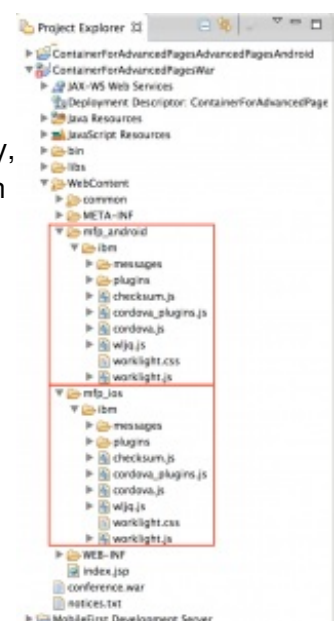 Project Explorer
ContainerForAdvancedPagesAdvancedPagesAndroid
ContainerForAdvancedPagesWar
JAX-WS Web Services
Deployment Descriptor: ContainerForAdvancedPage
Java Resources
JavaScript Resources
bin
libs
WebContent
common
META-INF
mfp_android
ibm
messages
plugins
checksum.js
cordova_plugins.js
cordova.js
wljq.js
worklight.css
worklight.js
mfp_ios
ibm
messages
plugins
checksum.js
cordova_plugins.js
cordova.js
wljq.js
worklight.css
worklight.js
WEB-INF
index.jsp
conference.war
notices.txt
MobileFirst Development Server